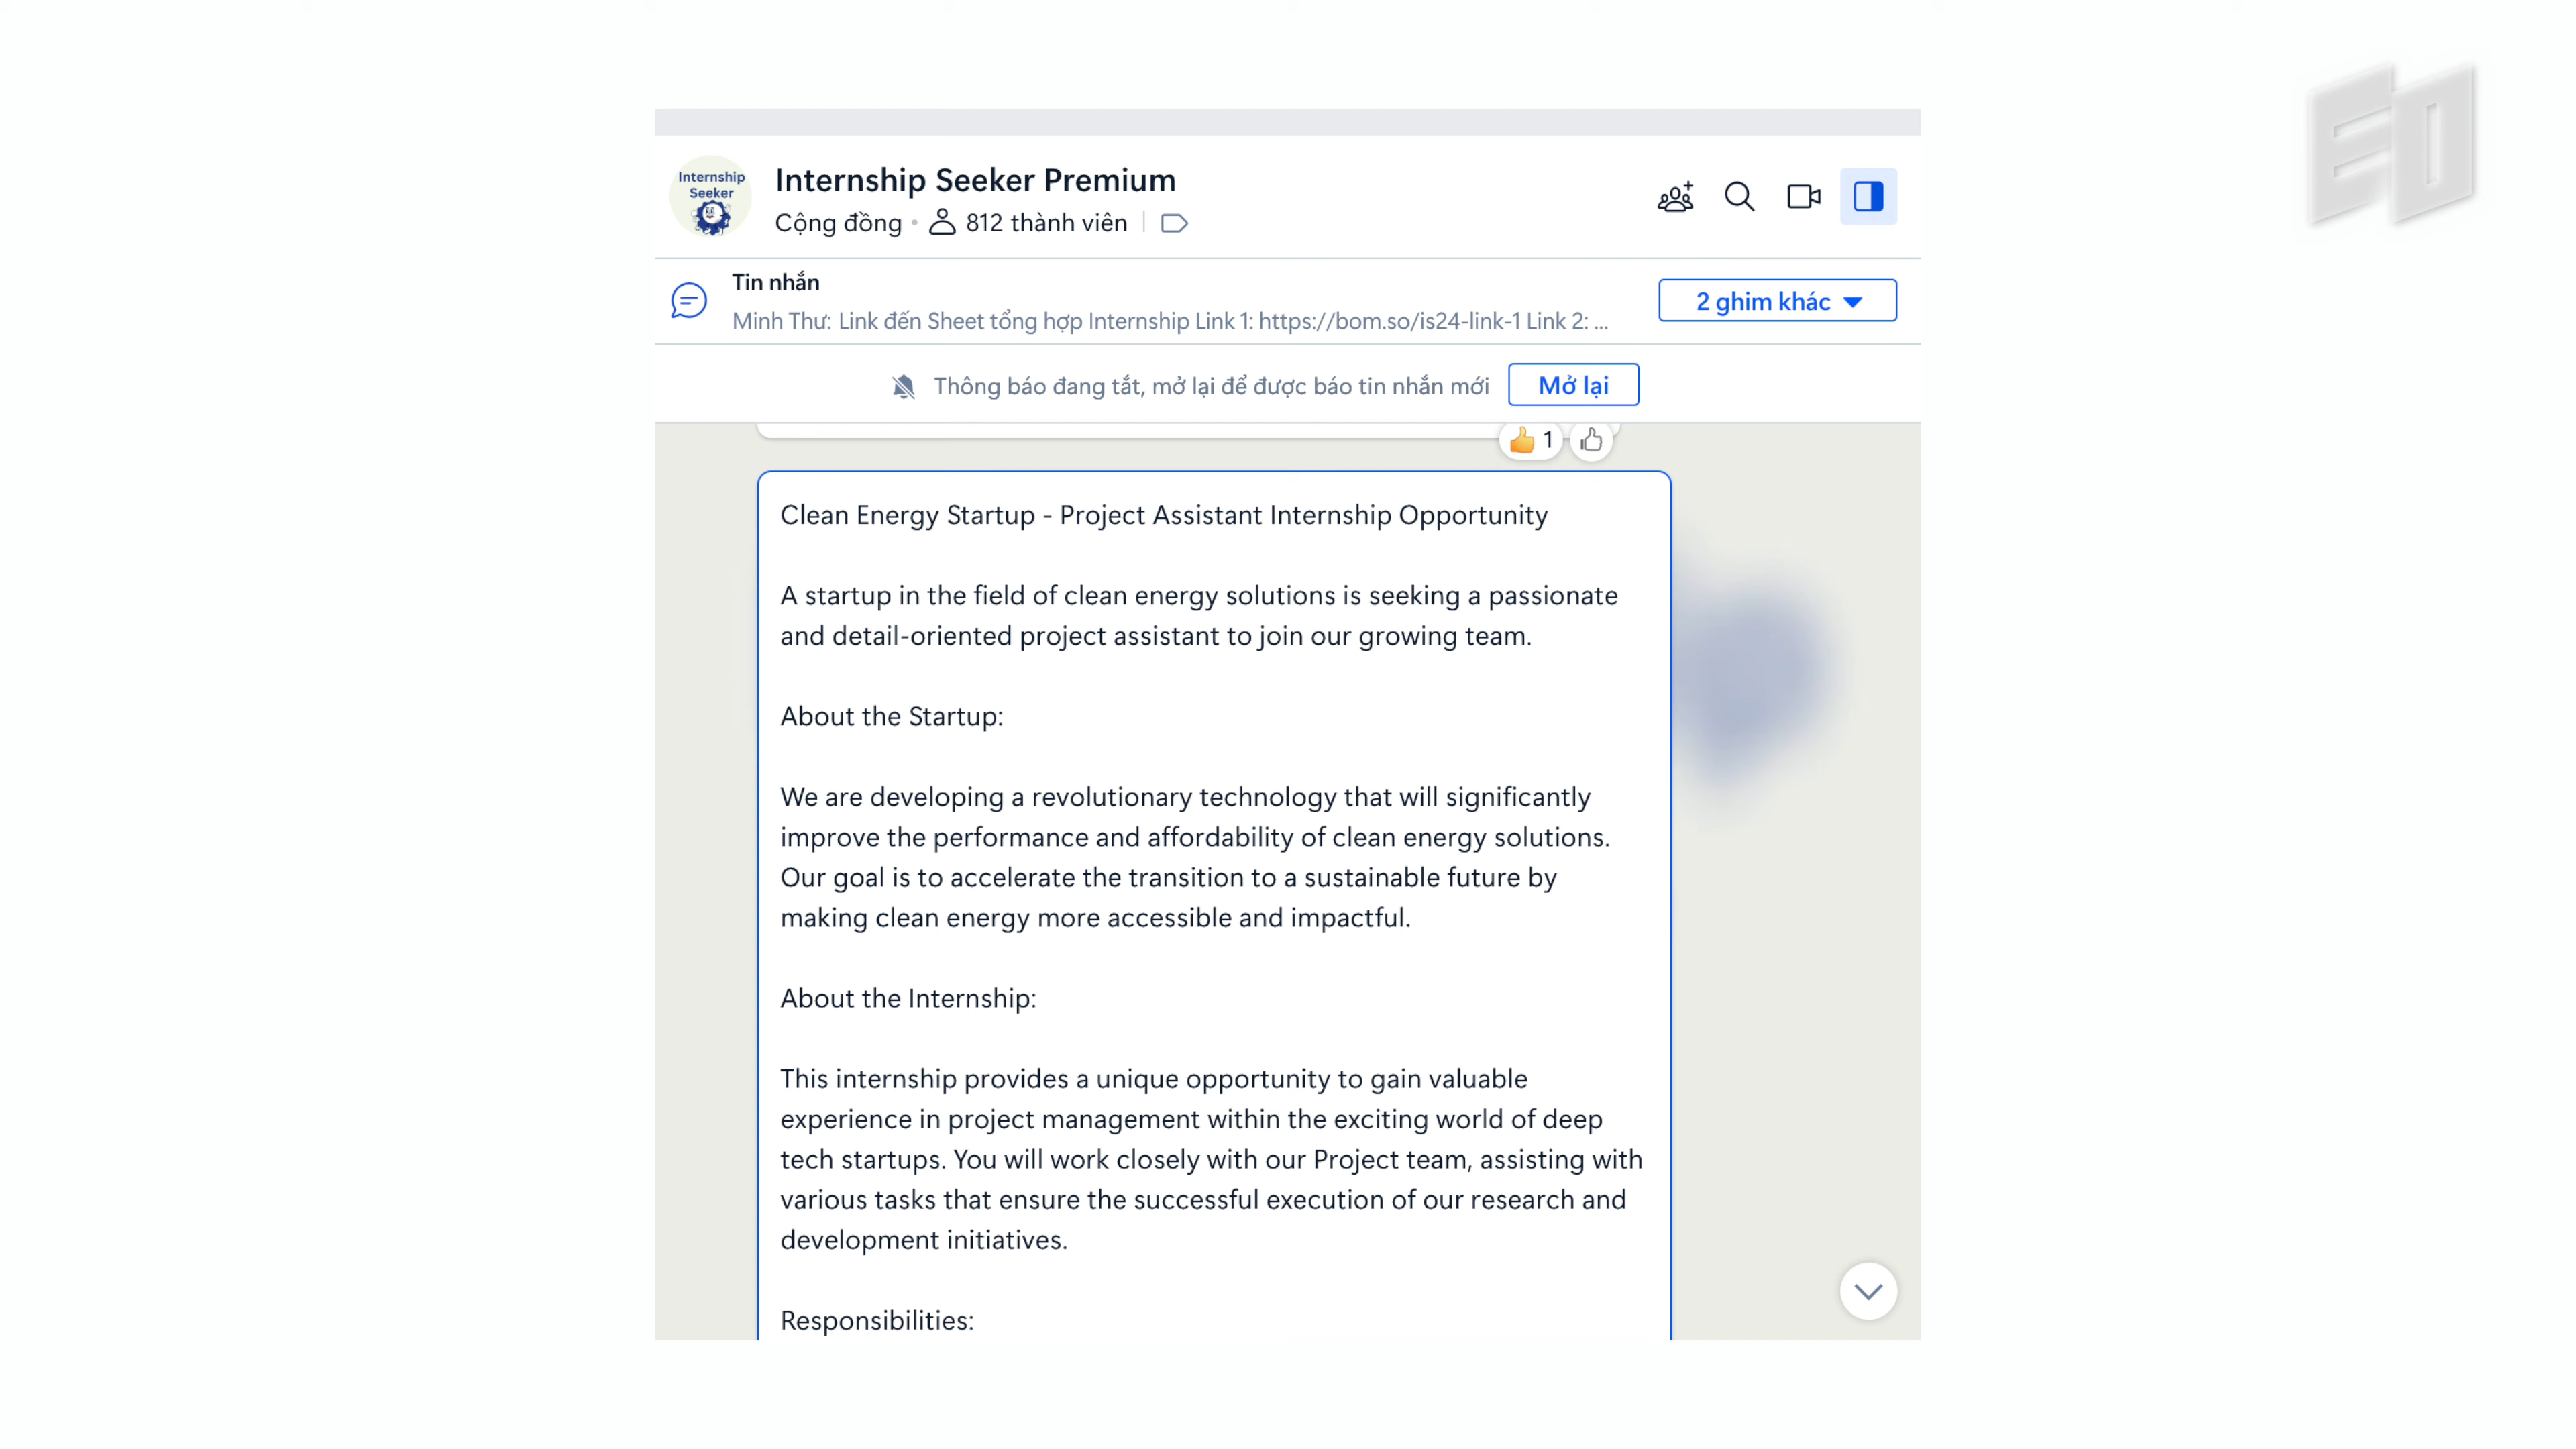 EO
Internship
Seeker
Internship Seeker Premium
Cộng đồng
812 thành viên
Tin nhắn
Minh Thư: Link đến Sheet tổng hợp Internship Link 1: https://bom.so/is24-link-1 Link 2: ...
2 ghim khác
Thông báo đang tắt, mở lại để được báo tin nhắn mới
Mở lại
1
Clean Energy Startup - Project Assistant Internship Opportunity
A startup in the field of clean energy solutions is seeking a passionate
and detail-oriented project assistant to join our growing team.
About the Startup:
We are developing a revolutionary technology that will significantly
improve the performance and affordability of clean energy solutions.
Our goal is to accelerate the transition to a sustainable future by
making clean energy more accessible and impactful.
About the Internship:
This internship provides a unique opportunity to gain valuable
experience in project management within the exciting world of deep
tech startups. You will work closely with our Project team, assisting with
various tasks that ensure the successful execution of our research and
development initiatives.
Responsibilities: